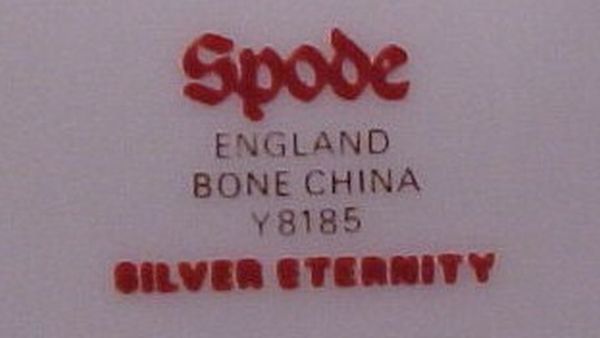 Spode
ENGLAND
BONE CHINA
Y8185
SILVER ETERNITY